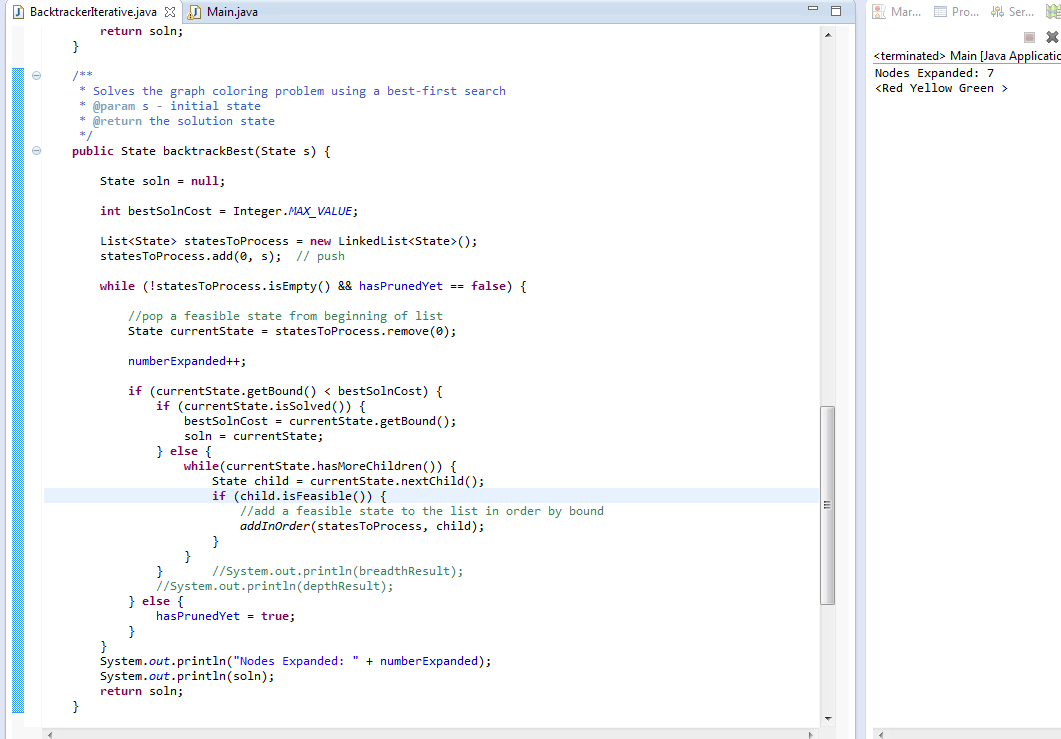 BacktrackerIterative.java Main.java
return soln;
}
/**
* Solves the graph coloring problem using a best-first search
* @param s - initial state
* @return the solution state
*/
public State backtrackBest(State s) {
State soln = null;
int bestSolnCost = Integer.MAX_VALUE;
List<State> statesToProcess = new LinkedList<State>();
statesToProcess.add(0, s);  // push
while (!statesToProcess.isEmpty() && hasPrunedYet == false) {
//pop a feasible state from beginning of list
State currentState = statesToProcess.remove(0);
numberExpanded++;
if (currentState.getBound() < bestSolnCost) {
if (currentState.isSolved()) {
bestSolnCost = currentState.getBound();
soln = currentState;
} else {
while(currentState.hasMoreChildren()) {
State child = currentState.nextChild();
if (child.isFeasible()) {
//add a feasible state to the list in order by bound
addInOrder(statesToProcess, child);
}
}
}       //System.out.println(breadthResult);
//System.out.println(depthResult);
} else {
hasPrunedYet = true;
}
}
System.out.println("Nodes Expanded: " + numberExpanded);
System.out.println(soln);
return soln;
}
Mar... Pro... Ser...
<terminated> Main [Java Applicatio
Nodes Expanded: 7
<Red Yellow Green >